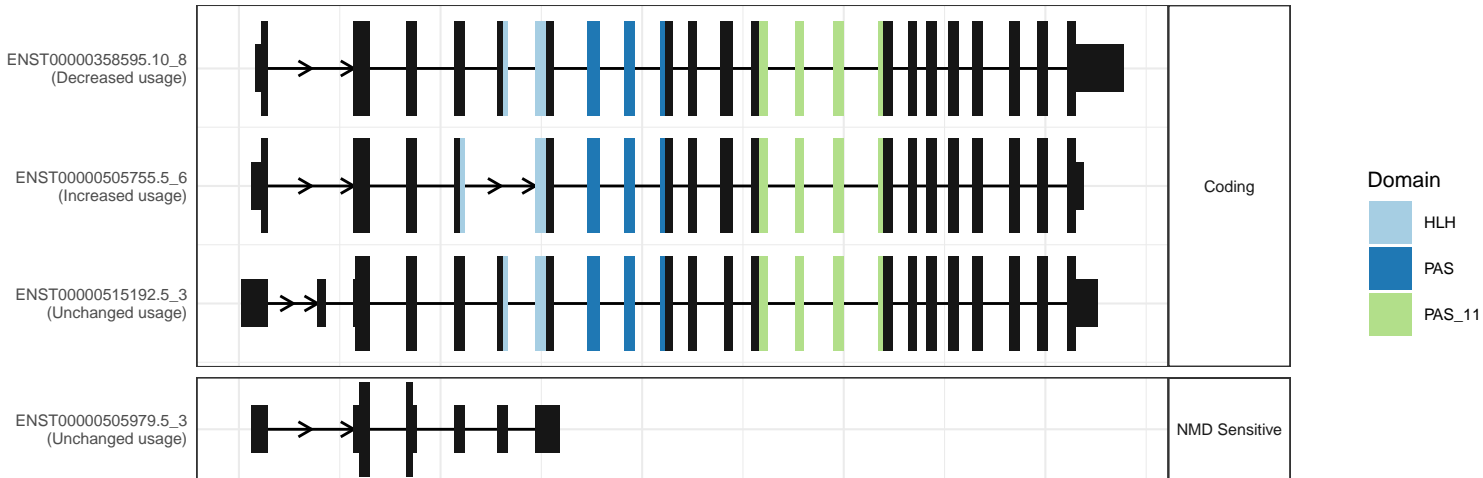 ENST00000358595.10_8
(Decreased usage)
ENST00000505755.5_6
(Increased usage)
ENST00000515192.5_3
(Unchanged usage)
Coding
ENST00000505979.5_3
(Unchanged usage)
NMD Sensitive
Domain
HLH
PAS
PAS_11